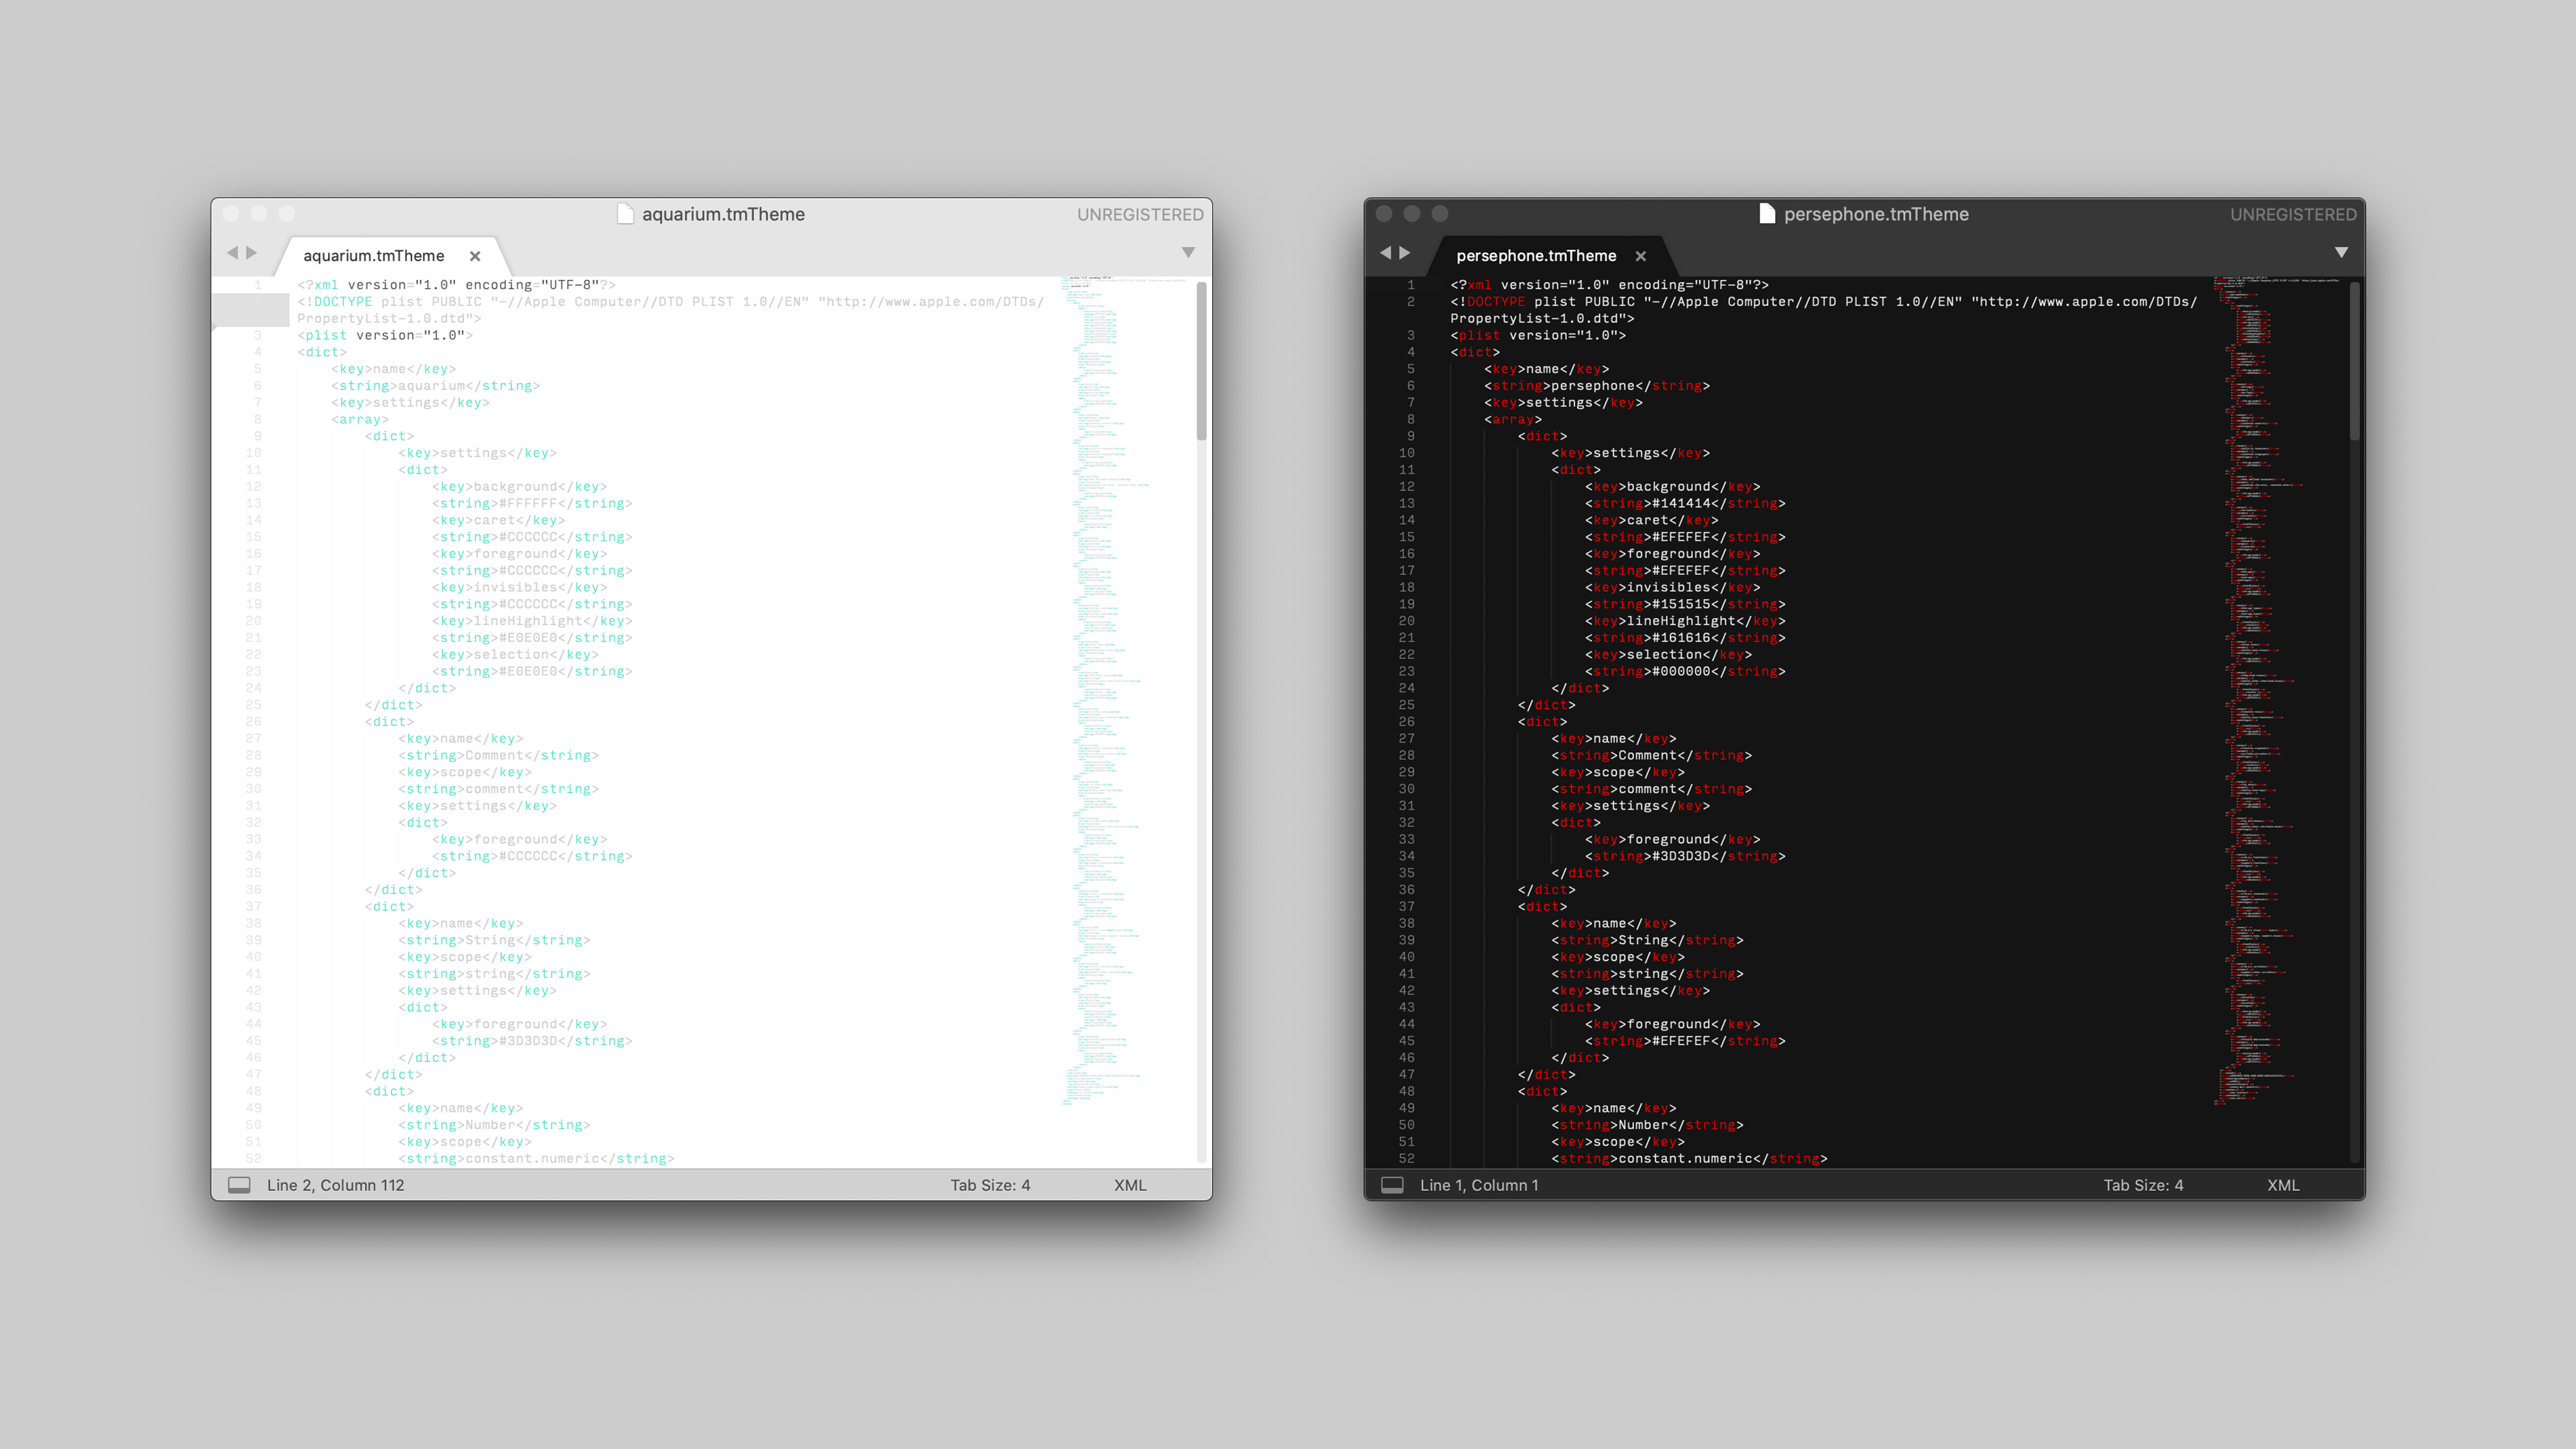 aquarium.tmTheme
UNREGISTERED
aquarium.tmTheme
1 <?xml version="1.0" encoding="UTF-8"?>
<!DOCTYPE plist PUBLIC "-//Apple Computer//DTD PLIST 1.0//EN" "http://www.apple.com/DTDs/
PropertyList-1.0.dtd">
3 <plist version="1.0">
4 <dict>
5 <key>name</key>
6 <string>aquarium</string>
7 <key>settings</key>
8 <array>
9 <dict>
10 <key>settings</key>
11 <dict>
12 <key>background</key>
13 <string>#FFFFFF</string>
14 <key>caret</key>
15 <string>#CCCCCC</string>
16 <key>foreground</key>
17 <string>#CCCCCC</string>
18 <key>invisibles</key>
19 <string>#CCCCCC</string>
20 <key>lineHighlight</key>
21 <string>#E0E0E0</string>
22 <key>selection</key>
23 <string>#E0E0E0</string>
24 </dict>
25 </dict>
26 <dict>
27 <key>name</key>
28 <string>Comment</string>
29 <key>scope</key>
30 <string>comment</string>
31 <key>settings</key>
32 <dict>
33 <key>foreground</key>
34 <string>#CCCCCC</string>
35 </dict>
36 </dict>
37 <dict>
38 <key>name</key>
39 <string>String</string>
40 <key>scope</key>
41 <string>string</string>
42 <key>settings</key>
43 <dict>
44 <key>foreground</key>
45 <string>#3D3D3D</string>
46 </dict>
47 </dict>
48 <dict>
49 <key>name</key>
50 <string>Number</string>
51 <key>scope</key>
52 <string>constant.numeric</string>
Line 2, Column 112
Tab Size: 4
XML
persephone.tmTheme
UNREGISTERED
persephone.tmTheme
1 <?xml version="1.0" encoding="UTF-8"?>
2 <!DOCTYPE plist PUBLIC "-//Apple Computer//DTD PLIST 1.0//EN" "http://www.apple.com/DTDs/
PropertyList-1.0.dtd">
3 <plist version="1.0">
4 <dict>
5 <key>name</key>
6 <string>persephone</string>
7 <key>settings</key>
8 <array>
9 <dict>
10 <key>settings</key>
11 <dict>
12 <key>background</key>
13 <string>#141414</string>
14 <key>caret</key>
15 <string>#EFEFEF</string>
16 <key>foreground</key>
17 <string>#EFEFEF</string>
18 <key>invisibles</key>
19 <string>#151515</string>
20 <key>lineHighlight</key>
21 <string>#161616</string>
22 <key>selection</key>
23 <string>#000000</string>
24 </dict>
25 </dict>
26 <dict>
27 <key>name</key>
28 <string>Comment</string>
29 <key>scope</key>
30 <string>comment</string>
31 <key>settings</key>
32 <dict>
33 <key>foreground</key>
34 <string>#3D3D3D</string>
35 </dict>
36 </dict>
37 <dict>
38 <key>name</key>
39 <string>String</string>
40 <key>scope</key>
41 <string>string</string>
42 <key>settings</key>
43 <dict>
44 <key>foreground</key>
45 <string>#EFEFEF</string>
46 </dict>
47 </dict>
48 <dict>
49 <key>name</key>
50 <string>Number</string>
51 <key>scope</key>
52 <string>constant.numeric</string>
Line 1, Column 1
Tab Size: 4
XML